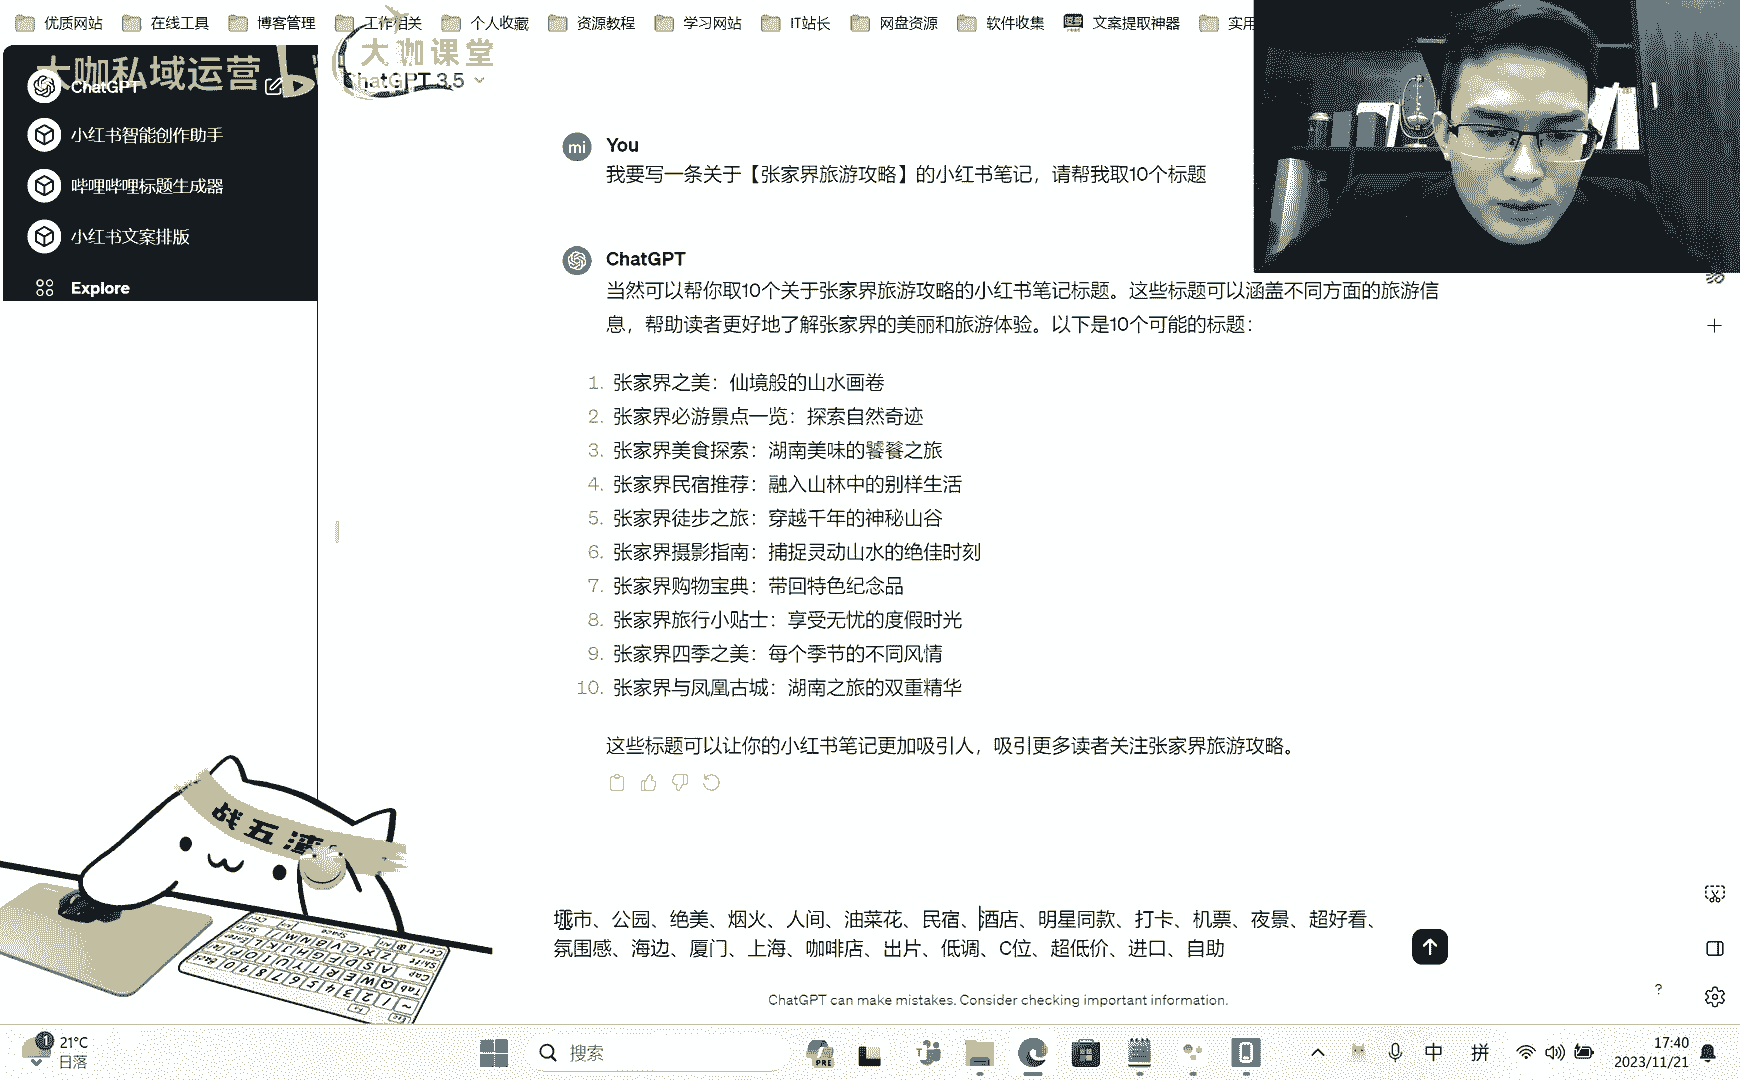 优质网站 在线工具 博客管理 工作相关 个人收藏 资源教程 学习网站 IT站长 网盘资源 软件收集 文案提取神器 实用
大咖私域运营
大咖课堂
ChatGPT
ChatGPT 3.5
小红书智能创作助手
哔哩哔哩标题生成器
小红书文案排版
Explore
mi
You
我要写一条关于【张家界旅游攻略】的小红书笔记，请帮我取10个标题
ChatGPT
当然可以帮你取10个关于张家界旅游攻略的小红书笔记标题。这些标题可以涵盖不同方面的旅游信
息，帮助读者更好地了解张家界的美丽和旅游体验。以下是10个可能的标题：
1. 张家界之美：仙境般的山水画卷
2. 张家界必游景点一览：探索自然奇迹
3. 张家界美食探索：湖南美味的饕餮之旅
4. 张家界民宿推荐：融入山林中的别样生活
5. 张家界徒步之旅：穿越千年的神秘山谷
6. 张家界摄影指南：捕捉灵动山水的绝佳时刻
7. 张家界购物宝典：带回特色纪念品
8. 张家界旅行小贴士：享受无忧的度假时光
9. 张家界四季之美：每个季节的不同风情
10. 张家界与凤凰古城：湖南之旅的双重精华
这些标题可以让你的小红书笔记更加吸引人，吸引更多读者关注张家界旅游攻略。
战五渣
城市、公园、绝美、烟火、人间、油菜花、民宿、酒店、明星同款、打卡、机票、夜景、超好看、
氛围感、海边、厦门、上海、咖啡店、出片、低调、C位、超低价、进口、自助
ChatGPT can make mistakes. Consider checking important information.
?
1
21°C
日落
搜索
PRE
中
拼
17:40
2023/11/21